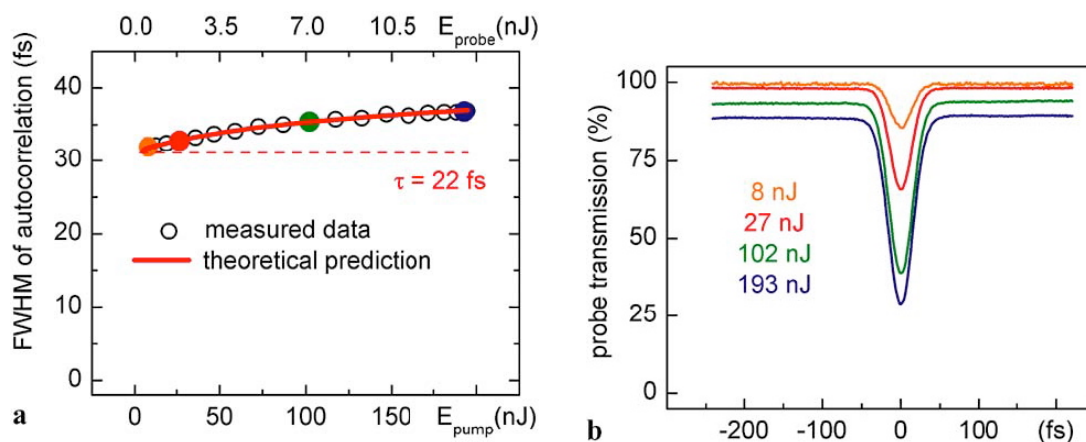 0.0 3.5 7.0 10.5 E_probe(nJ)
FWHM of autocorrelation (fs)
50
40
30
20
10
0
τ = 22 fs
measured data
theoretical prediction
0 50 100 150 E_pump(nJ)
a
probe transmission (%)
100
75
50
25
0
8 nJ
27 nJ
102 nJ
193 nJ
-200 -100 0 100 (fs)
b